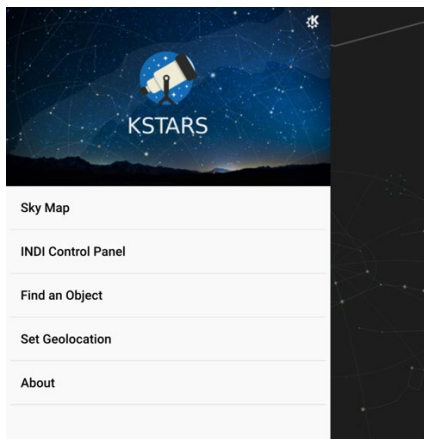 KSTARS
Sky Map
INDI Control Panel
Find an Object
Set Geolocation
About